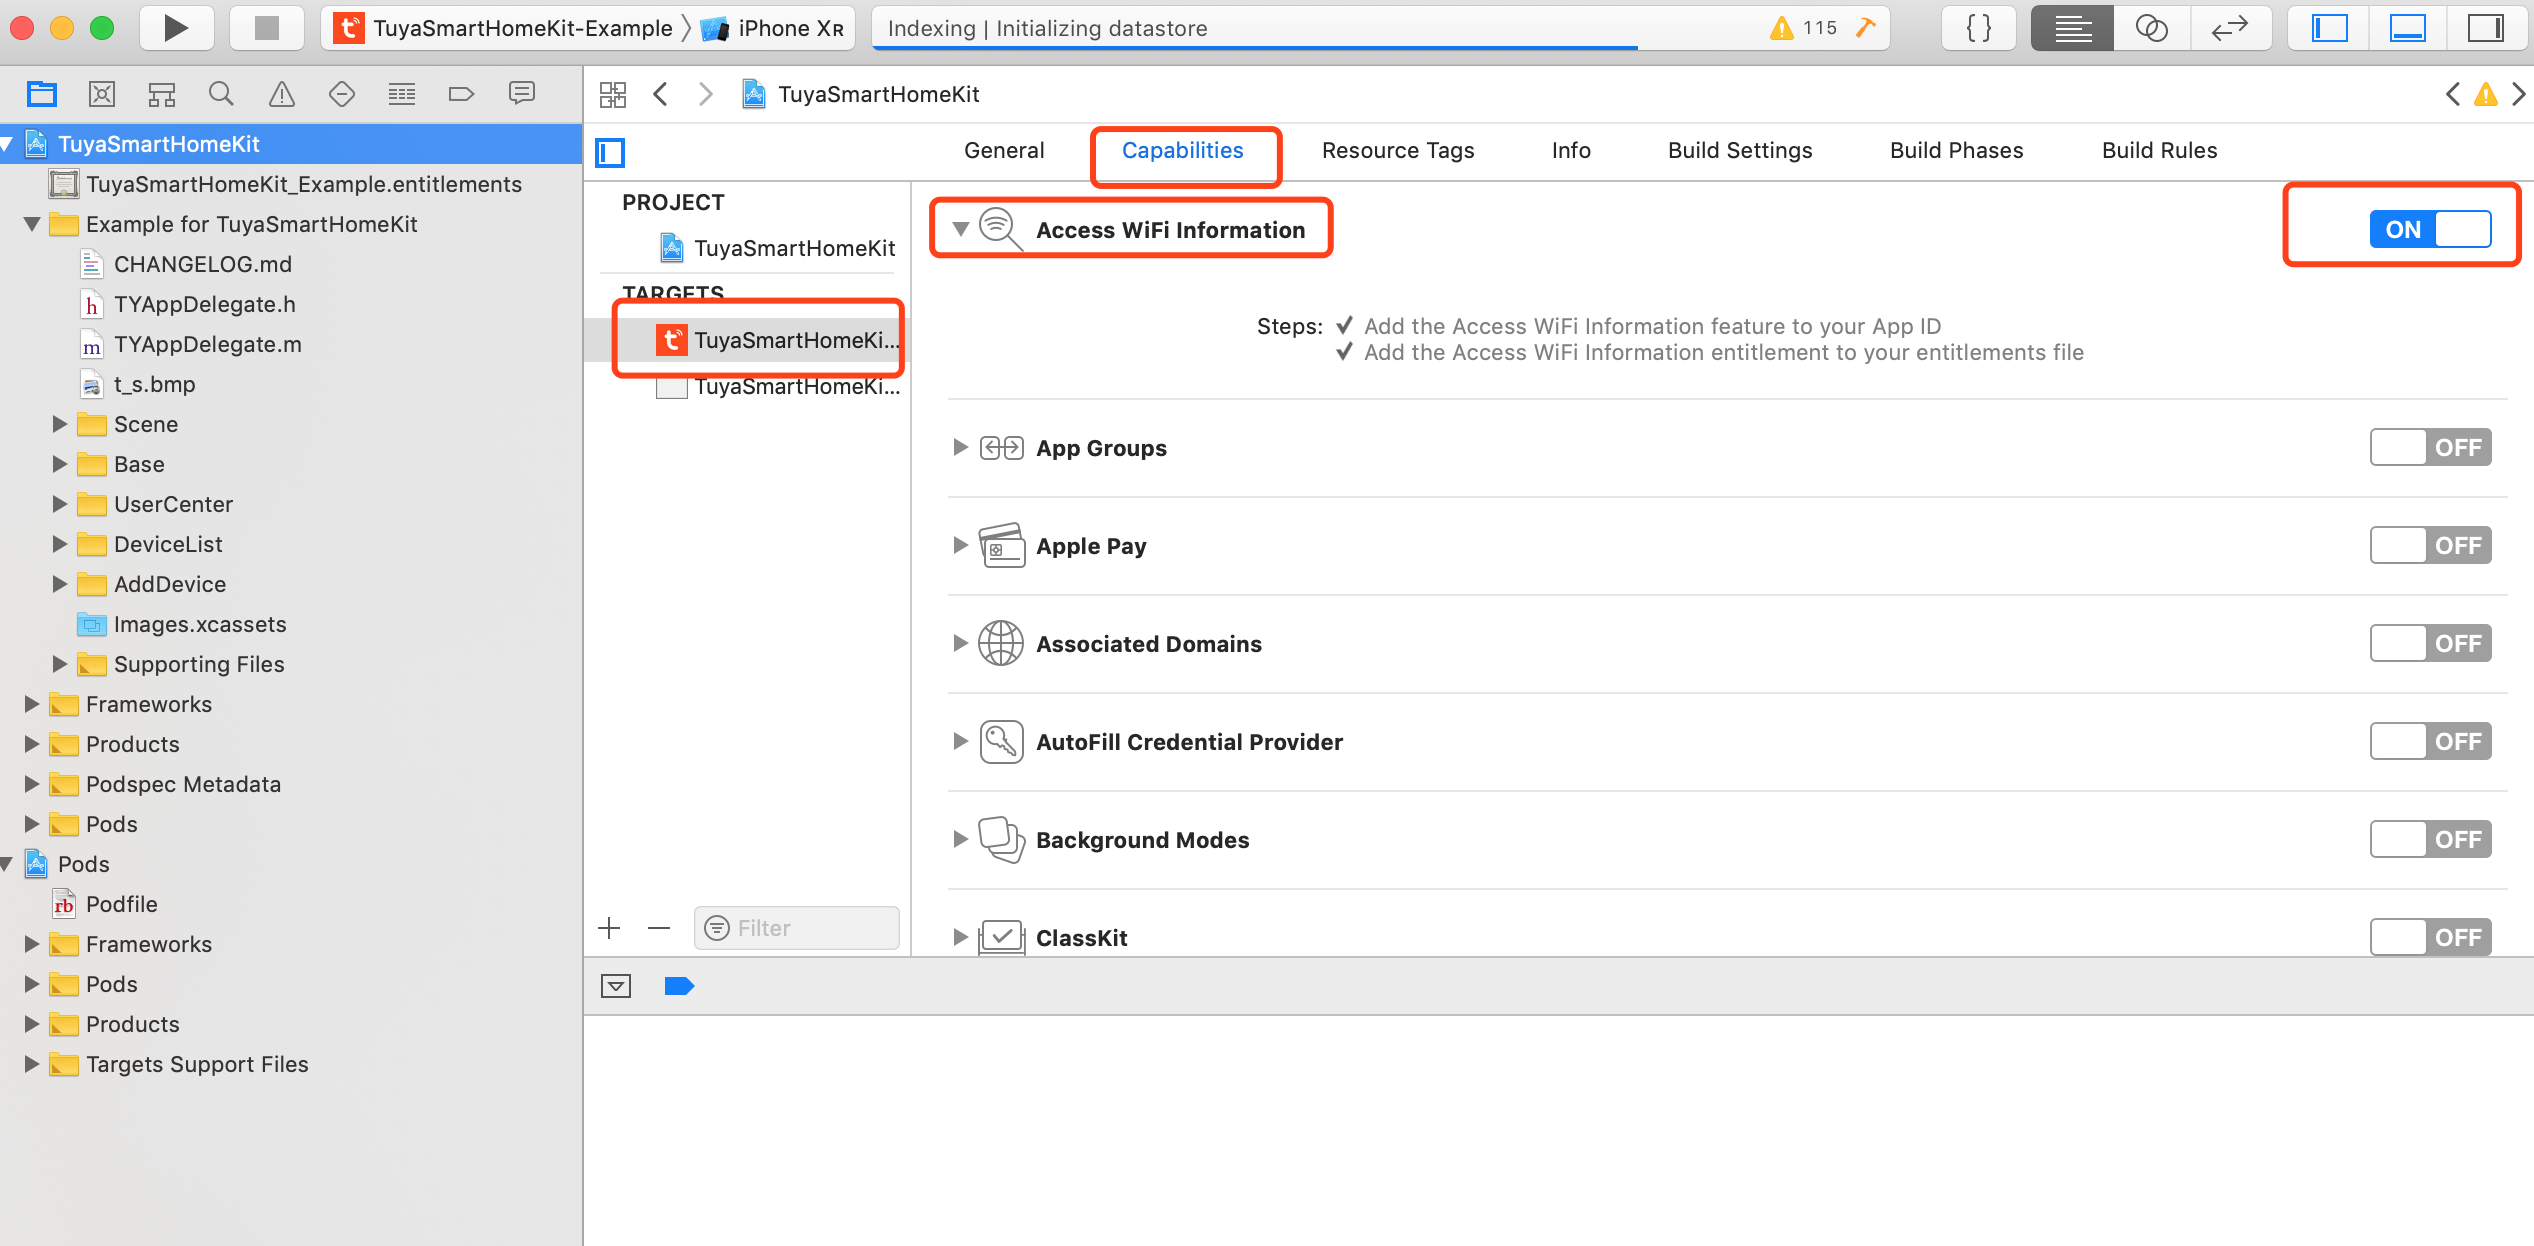 TuyaSmartHomeKit-Example
iPhone XR
Indexing | Initializing datastore
115
{ }
TuyaSmartHomeKit
TuyaSmartHomeKit
TuyaSmartHomeKit_Example.entitlements
Example for TuyaSmartHomeKit
CHANGELOG.md
h TYAppDelegate.h
m TYAppDelegate.m
t_s.bmp
Scene
Base
UserCenter
DeviceList
AddDevice
Images.xcassets
Supporting Files
Frameworks
Products
Podspec Metadata
Pods
Pods
rb Podfile
Frameworks
Pods
Products
Targets Support Files
General
Capabilities
Resource Tags
Info
Build Settings
Build Phases
Build Rules
PROJECT
TuyaSmartHomeKit
TARGETS
TuyaSmartHomeKi...
TuyaSmartHomeKi...
Filter
Access WiFi Information
ON
Steps: ✓ Add the Access WiFi Information feature to your App ID
✓ Add the Access WiFi Information entitlement to your entitlements file
App Groups
OFF
Apple Pay
OFF
Associated Domains
OFF
AutoFill Credential Provider
OFF
Background Modes
OFF
ClassKit
OFF